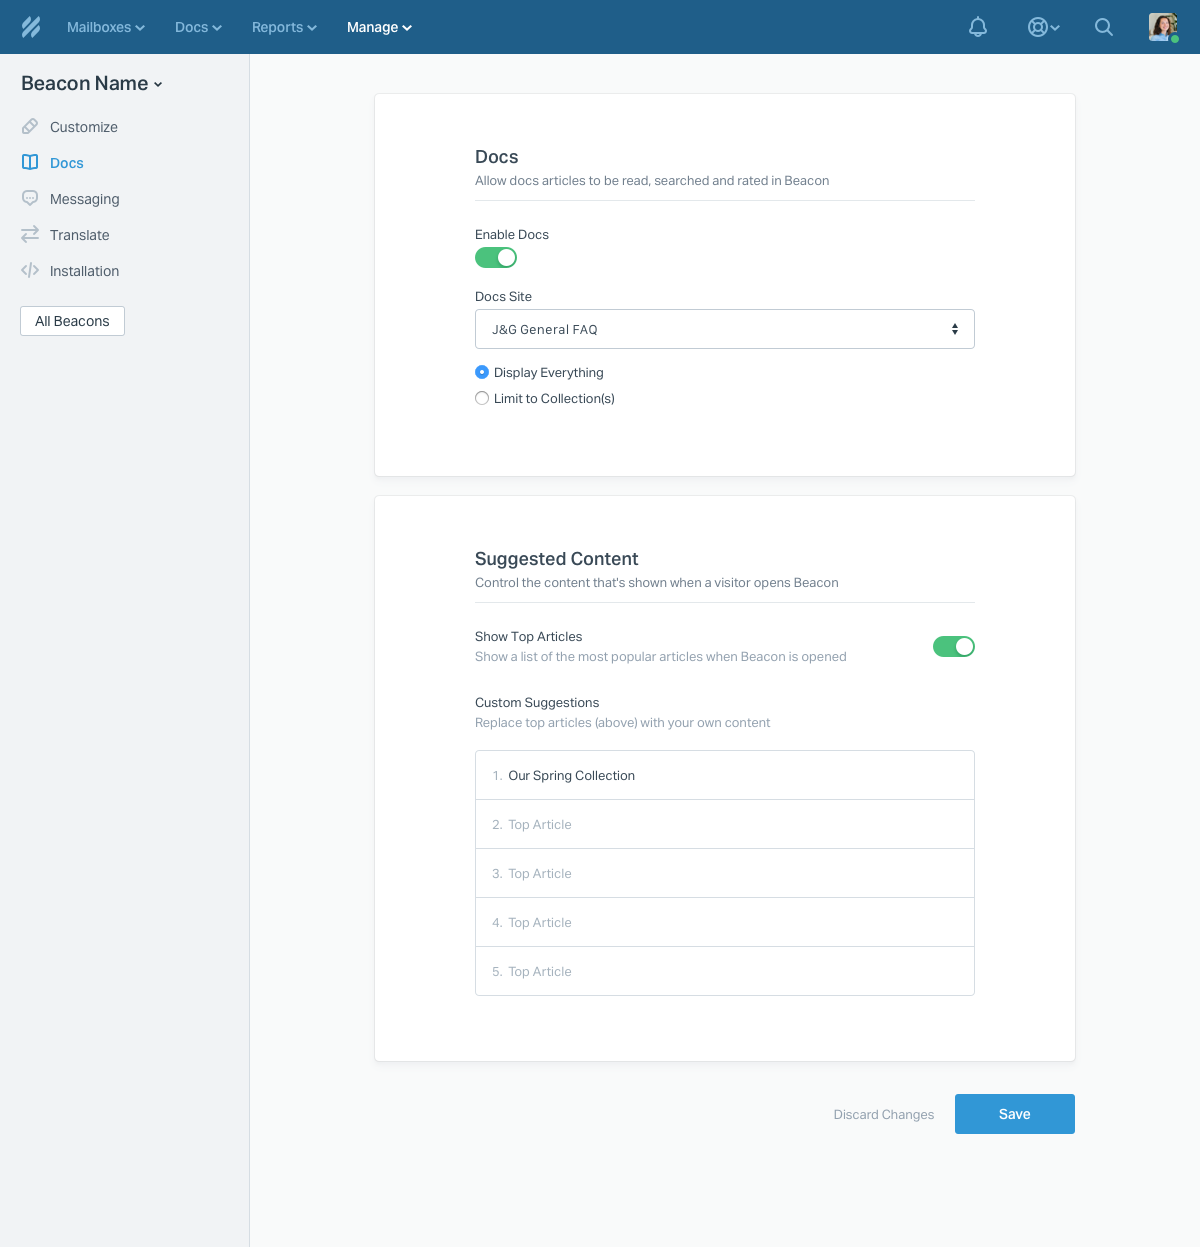 Mailboxes Docs Reports Manage
Beacon Name
Customize
Docs
Messaging
Translate
Installation
All Beacons
Docs
Allow docs articles to be read, searched and rated in Beacon
Enable Docs
Docs Site
J&G General FAQ
Display Everything
Limit to Collection(s)
Suggested Content
Control the content that's shown when a visitor opens Beacon
Show Top Articles
Show a list of the most popular articles when Beacon is opened
Custom Suggestions
Replace top articles (above) with your own content
1. Our Spring Collection
2. Top Article
3. Top Article
4. Top Article
5. Top Article
Discard Changes Save